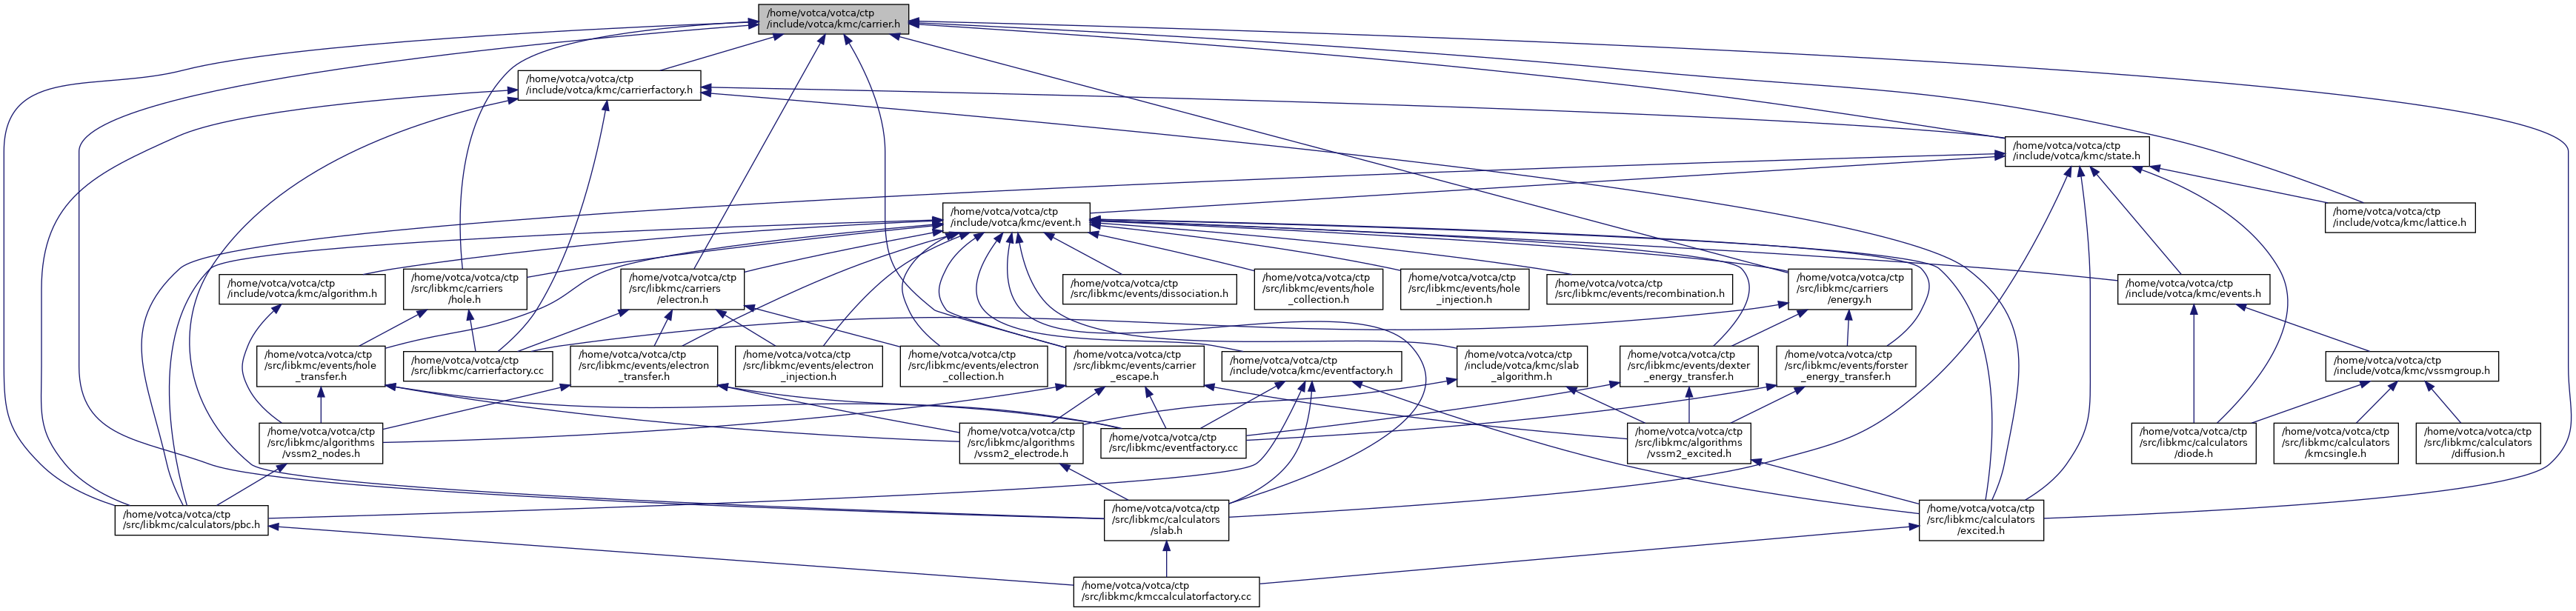 /home/votca/votca/ctp
/include/votca/kmc/carrier.h
/home/votca/votca/ctp
/include/votca/kmc/carrierfactory.h
/home/votca/votca/ctp
/include/votca/kmc/state.h
/home/votca/votca/ctp
/include/votca/kmc/event.h
/home/votca/votca/ctp
/include/votca/kmc/lattice.h
/home/votca/votca/ctp
/include/votca/kmc/algorithm.h
/home/votca/votca/ctp
/src/libkmc/carriers
/hole.h
/home/votca/votca/ctp
/src/libkmc/carriers
/electron.h
/home/votca/votca/ctp
/src/libkmc/events/dissociation.h
/home/votca/votca/ctp
/src/libkmc/events/hole
_collection.h
/home/votca/votca/ctp
/src/libkmc/events/hole
_injection.h
/home/votca/votca/ctp
/src/libkmc/events/recombination.h
/home/votca/votca/ctp
/src/libkmc/carriers
/energy.h
/home/votca/votca/ctp
/include/votca/kmc/events.h
/home/votca/votca/ctp
/src/libkmc/events/hole
_transfer.h
/home/votca/votca/ctp
/src/libkmc/carrierfactory.cc
/home/votca/votca/ctp
/src/libkmc/events/electron
_transfer.h
/home/votca/votca/ctp
/src/libkmc/events/electron
_injection.h
/home/votca/votca/ctp
/src/libkmc/events/electron
_collection.h
/home/votca/votca/ctp
/src/libkmc/events/carrier
_escape.h
/home/votca/votca/ctp
/include/votca/kmc/eventfactory.h
/home/votca/votca/ctp
/include/votca/kmc/slab
_algorithm.h
/home/votca/votca/ctp
/src/libkmc/events/dexter
_energy_transfer.h
/home/votca/votca/ctp
/src/libkmc/events/forster
_energy_transfer.h
/home/votca/votca/ctp
/include/votca/kmc/vssmgroup.h
/home/votca/votca/ctp
/src/libkmc/algorithms
/vssm2_nodes.h
/home/votca/votca/ctp
/src/libkmc/algorithms
/vssm2_electrode.h
/home/votca/votca/ctp
/src/libkmc/eventfactory.cc
/home/votca/votca/ctp
/src/libkmc/algorithms
/vssm2_excited.h
/home/votca/votca/ctp
/src/libkmc/calculators
/diode.h
/home/votca/votca/ctp
/src/libkmc/calculators
/kmcsingle.h
/home/votca/votca/ctp
/src/libkmc/calculators
/diffusion.h
/home/votca/votca/ctp
/src/libkmc/calculators/pbc.h
/home/votca/votca/ctp
/src/libkmc/calculators
/slab.h
/home/votca/votca/ctp
/src/libkmc/calculators
/excited.h
/home/votca/votca/ctp
/src/libkmc/kmccalculatorfactory.cc